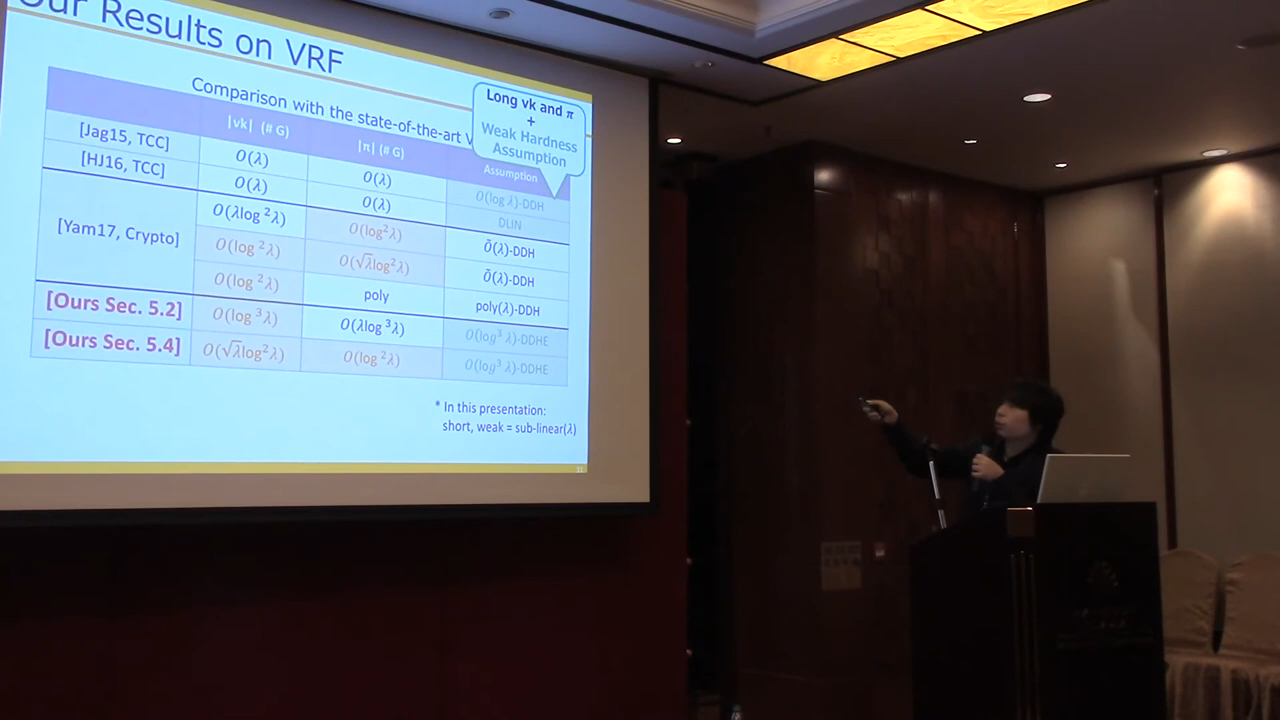 Our Results on VRF
Comparison with the state-of-the-art V
Long vk and π
+
Weak Hardness
Assumption
|vk| (# G) |π| (# G) Assumption
[Jag15, TCC] O(λ) O(λ) O(log λ)-DDH
[HJ16, TCC] O(λ) O(λ) DLIN
[Yam17, Crypto] O(λlog²λ) O(log²λ) Õ(λ)-DDH
O(log²λ) O(√λlog²λ) Õ(λ)-DDH
O(log²λ) poly poly(λ)-DDH
[Ours Sec. 5.2] O(log³λ) O(λlog³λ) O(log³ λ)-DDHE
[Ours Sec. 5.4] O(√λlog²λ) O(log²λ) O(log³ λ)-DDHE
* In this presentation:
short, weak = sub-linear(λ)